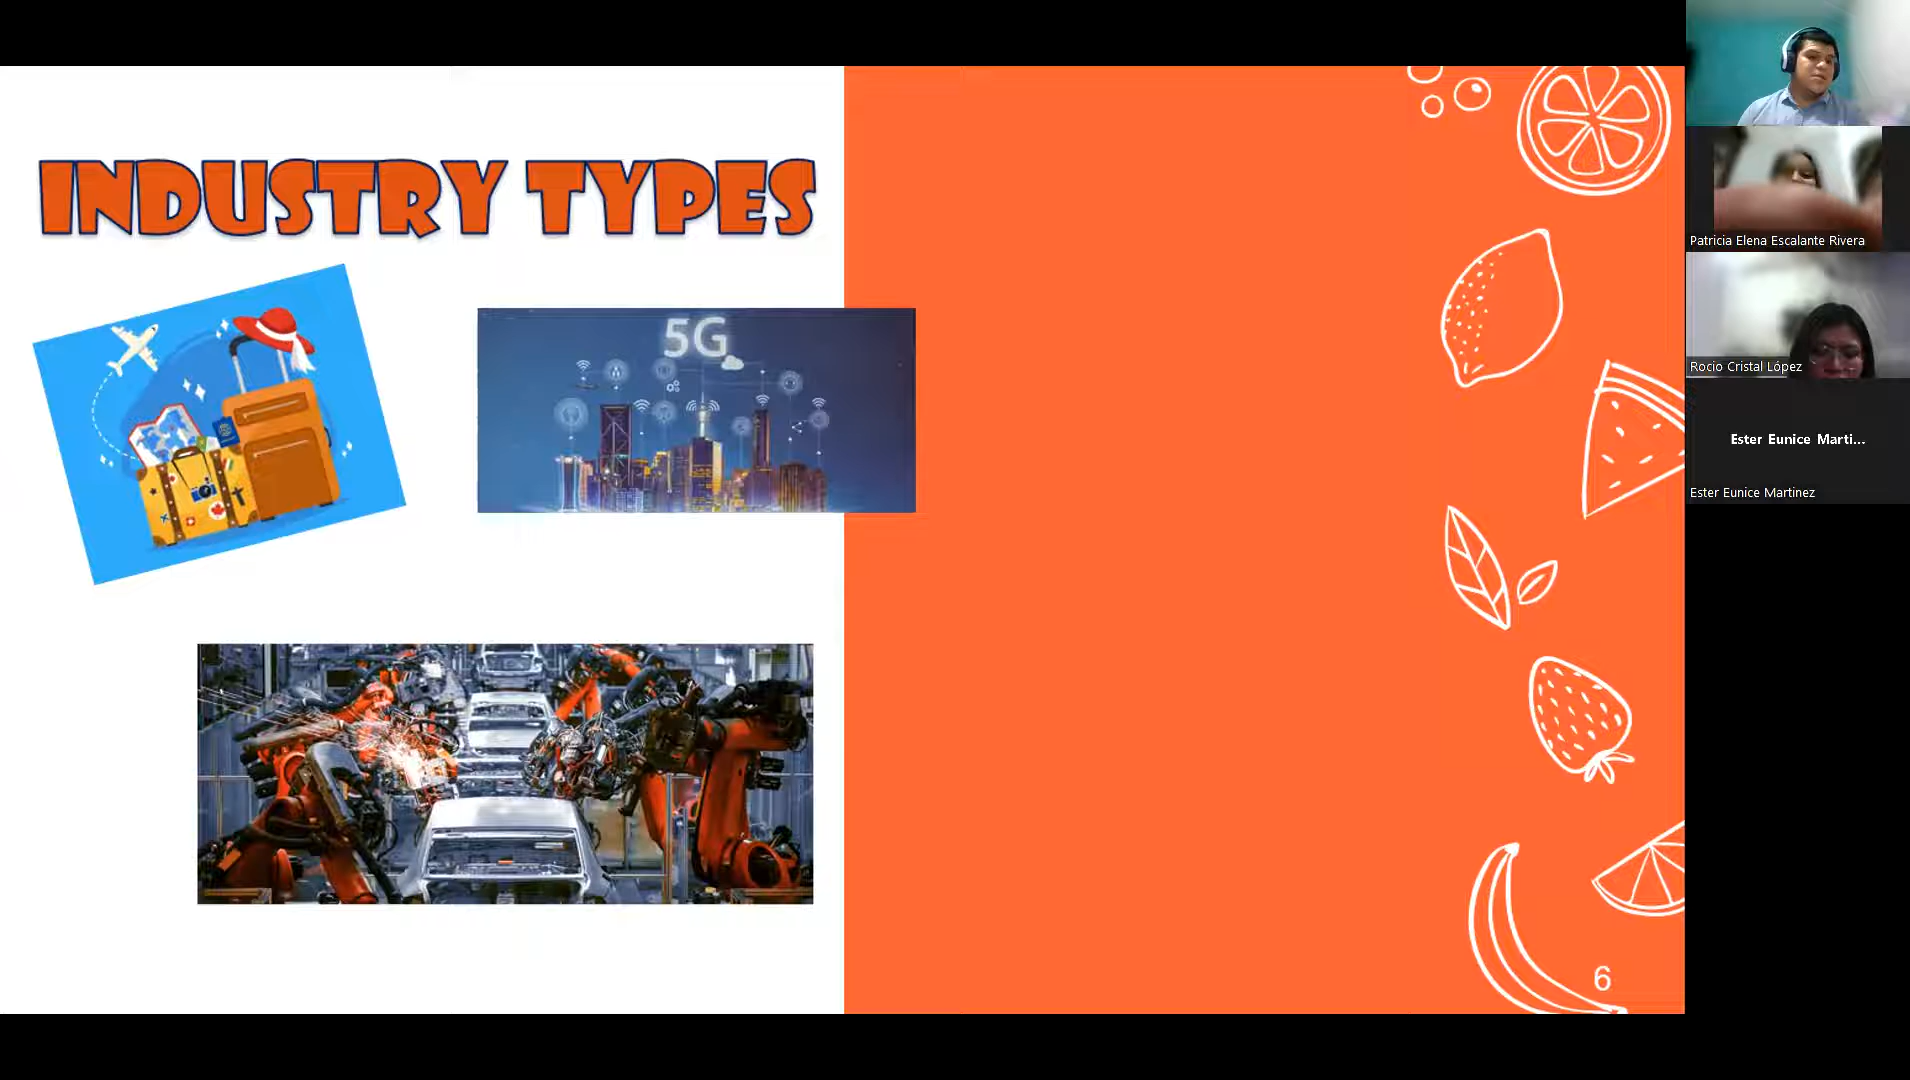 INDUSTRY TYPES
5G
6
Patricia Elena Escalante Rivera
Rocio Cristal López
Ester Eunice Marti...
Ester Eunice Martinez